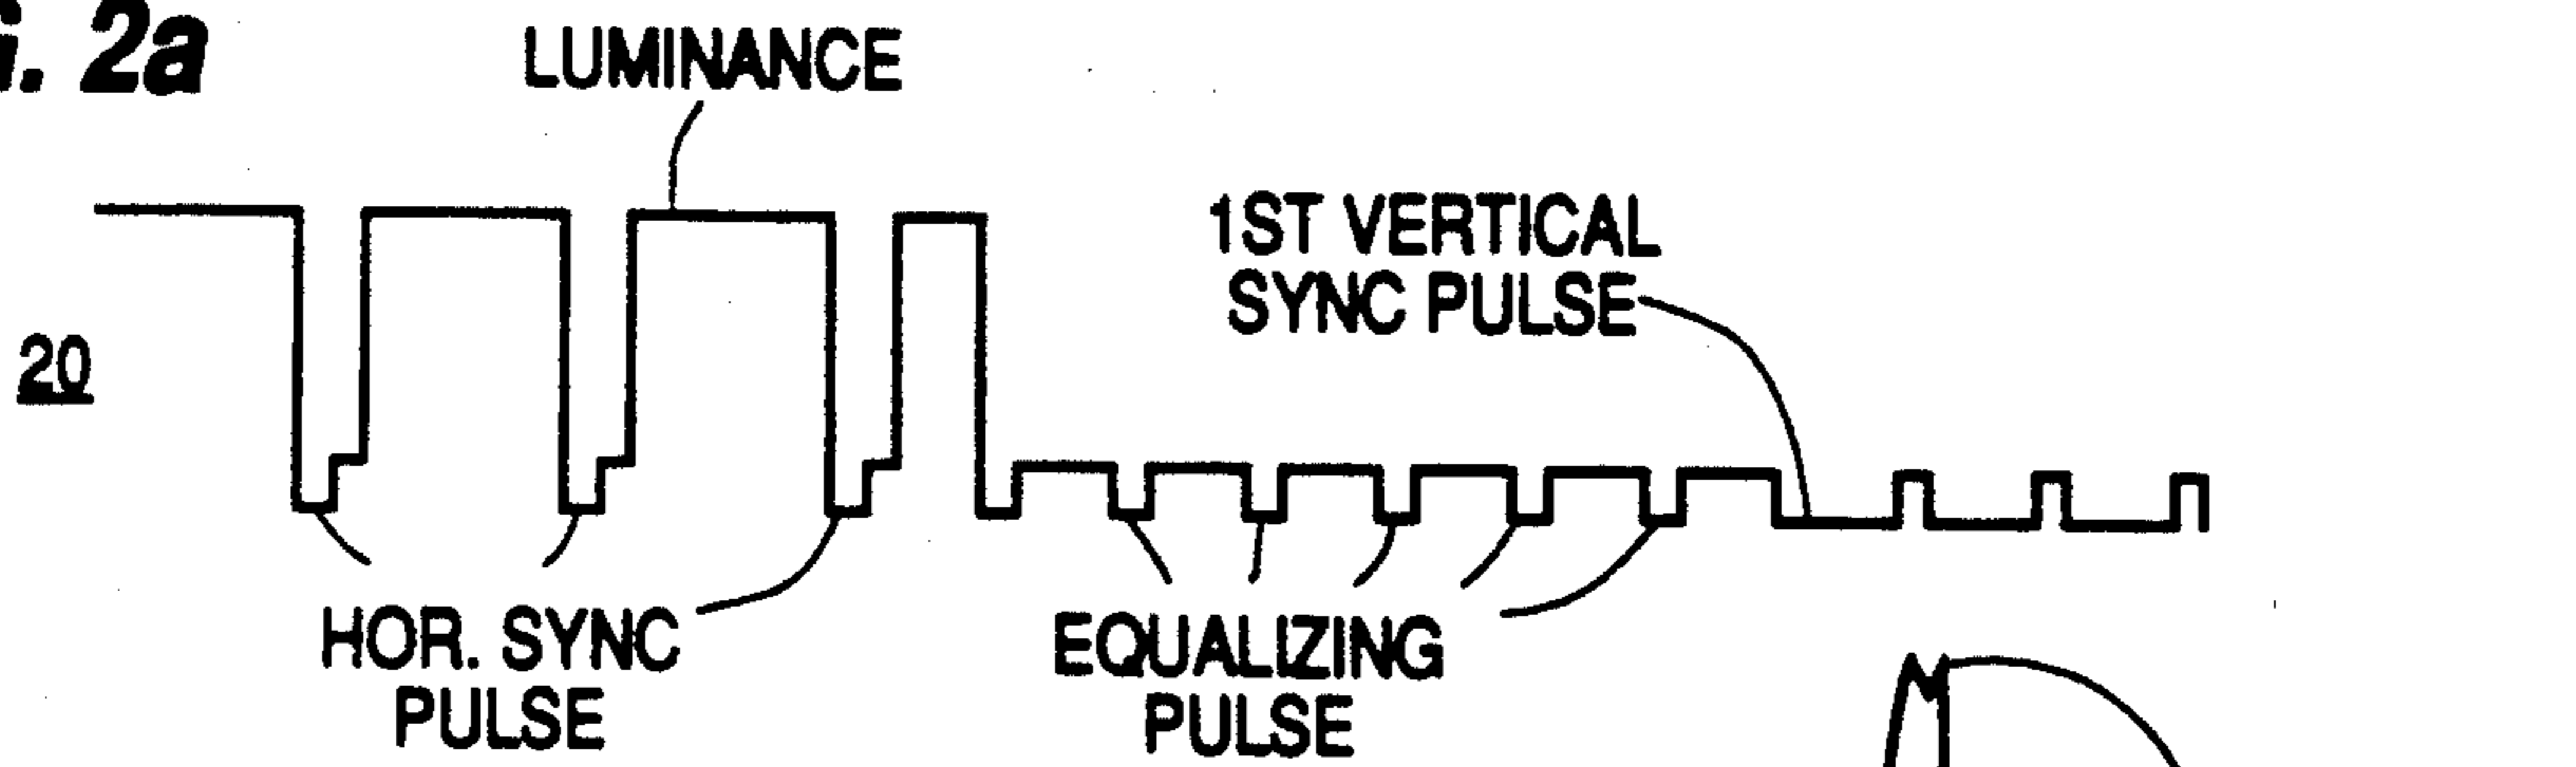 . 2a
LUMINANCE
1ST VERTICAL
SYNC PULSE
20
HOR. SYNC
PULSE
EQUALIZING
PULSE